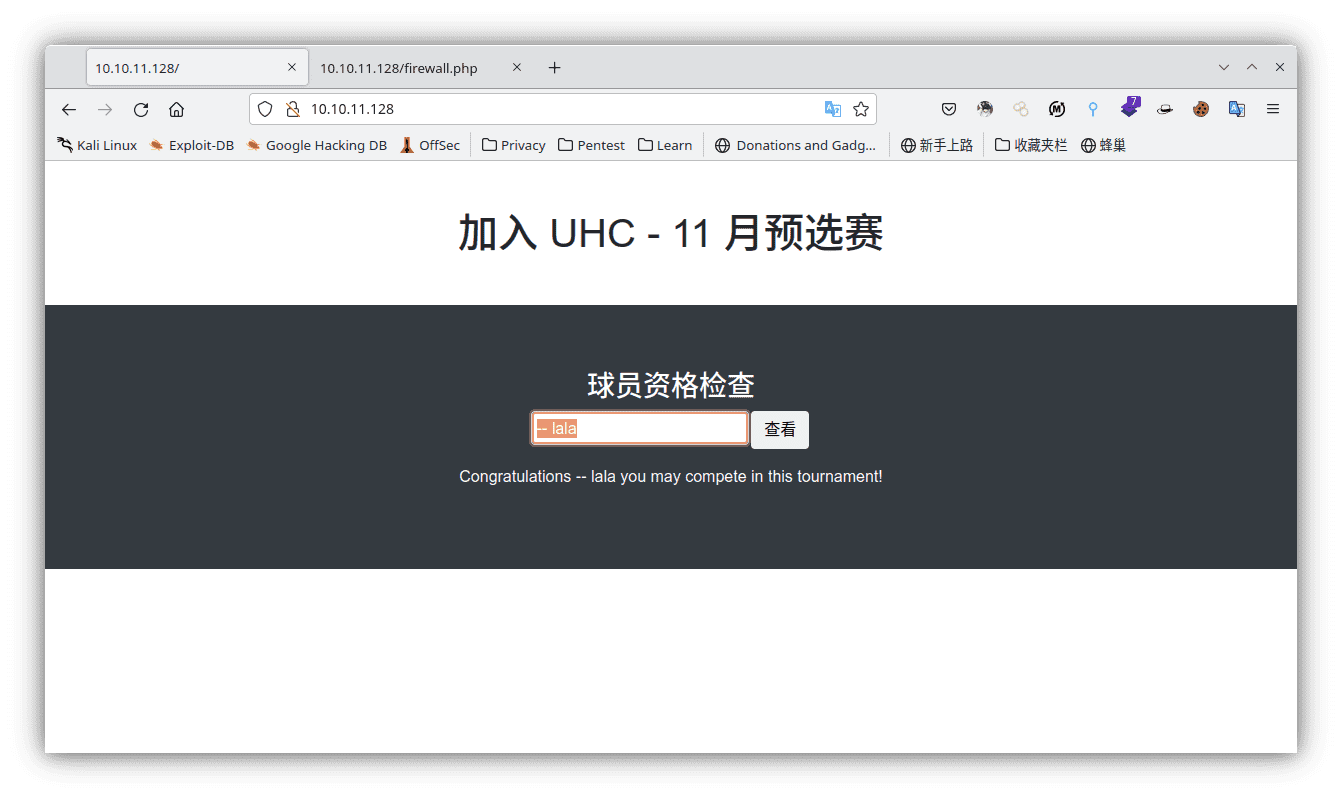 10.10.11.128/
10.10.11.128/firewall.php
10.10.11.128
7
Kali Linux Exploit-DB Google Hacking DB OffSec Privacy Pentest Learn Donations and Gadg... 新手上路 收藏夹栏 蜂巢
加入 UHC - 11 月预选赛
球员资格检查
-- lala 查看
Congratulations -- lala you may compete in this tournament!